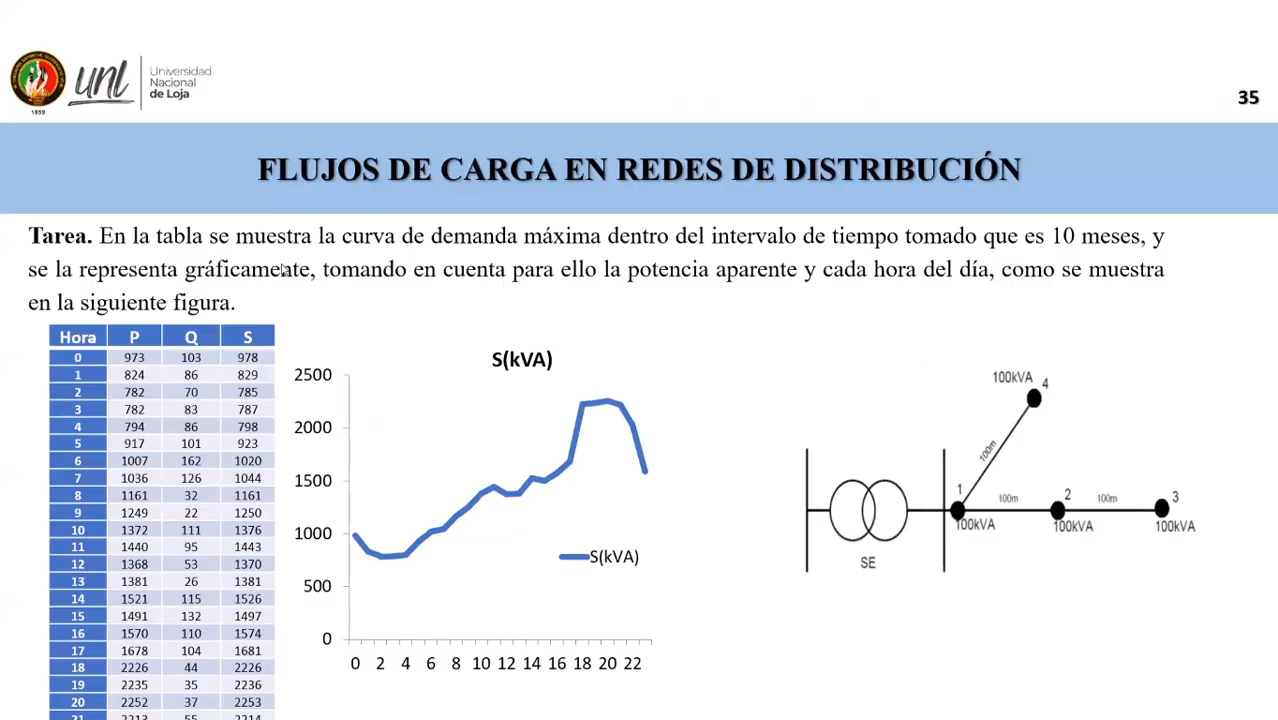 unl
Universidad
Nacional
de Loja
1859
35
FLUJOS DE CARGA EN REDES DE DISTRIBUCIÓN
Tarea. En la tabla se muestra la curva de demanda máxima dentro del intervalo de tiempo tomado que es 10 meses, y
se la representa gráficamente, tomando en cuenta para ello la potencia aparente y cada hora del día, como se muestra
en la siguiente figura.
Hora P Q S
0 973 103 978
1 824 86 829
2 782 70 785
3 782 83 787
4 794 86 798
5 917 101 923
6 1007 162 1020
7 1036 126 1044
8 1161 32 1161
9 1249 22 1250
10 1372 111 1376
11 1440 95 1443
12 1368 53 1370
13 1381 26 1381
14 1521 115 1526
15 1491 132 1497
16 1570 110 1574
17 1678 104 1681
18 2226 44 2226
19 2235 35 2236
20 2252 37 2253
21 2213 55 2214
S(kVA)
2500
2000
1500
1000
500
0
S(kVA)
0 2 4 6 8 10 12 14 16 18 20 22
100kVA 4
100m
1 100m 2 100m 3
100kVA 100kVA 100kVA
SE